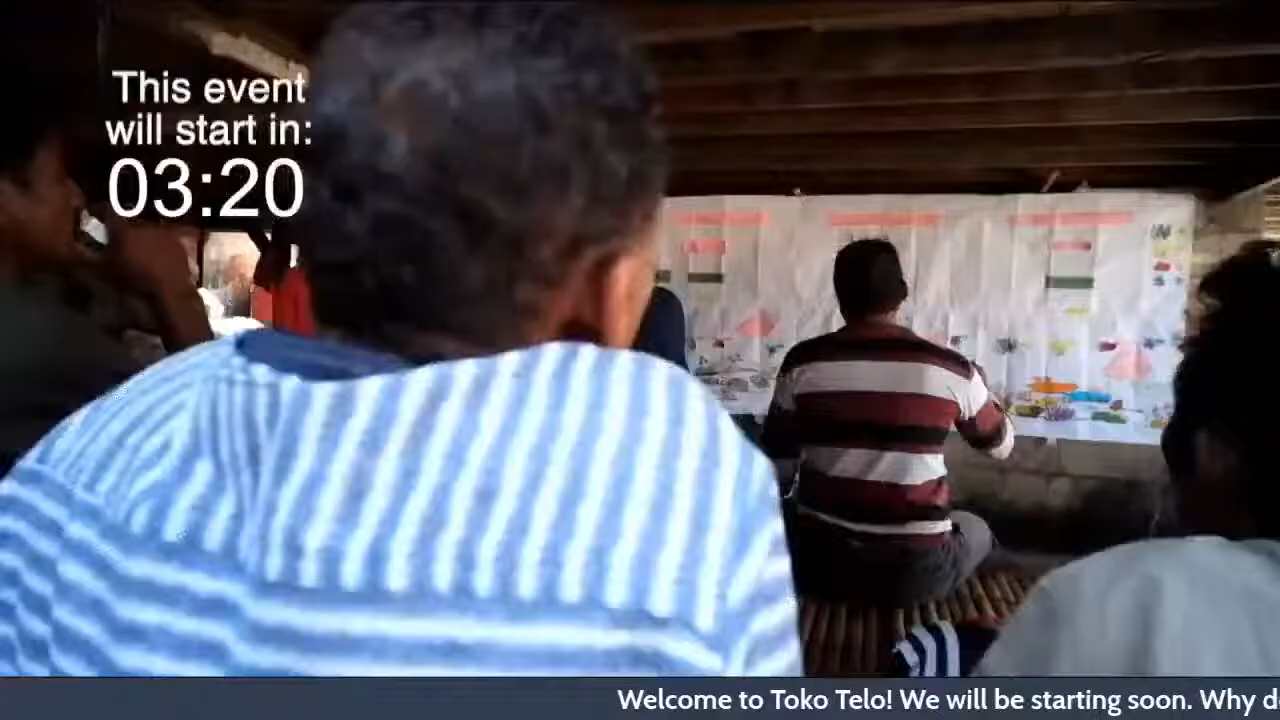 This event
will start in:
03:20
Welcome to Toko Telo! We will be starting soon. Why d